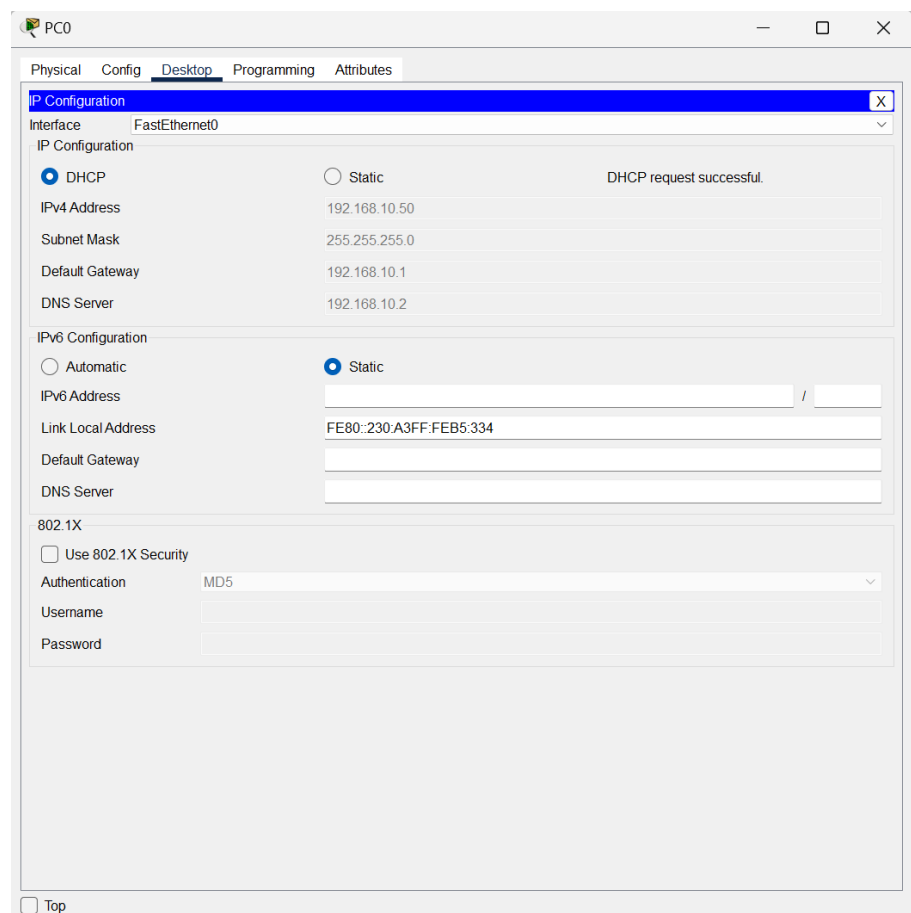 PC0
Physical Config Desktop Programming Attributes
IP Configuration X
Interface FastEthernet0
IP Configuration
DHCP Static DHCP request successful.
IPv4 Address 192.168.10.50
Subnet Mask 255.255.255.0
Default Gateway 192.168.10.1
DNS Server 192.168.10.2
IPv6 Configuration
Automatic Static
IPv6 Address /
Link Local Address FE80::230:A3FF:FEB5:334
Default Gateway
DNS Server
802.1X
Use 802.1X Security
Authentication MD5
Username
Password
Top